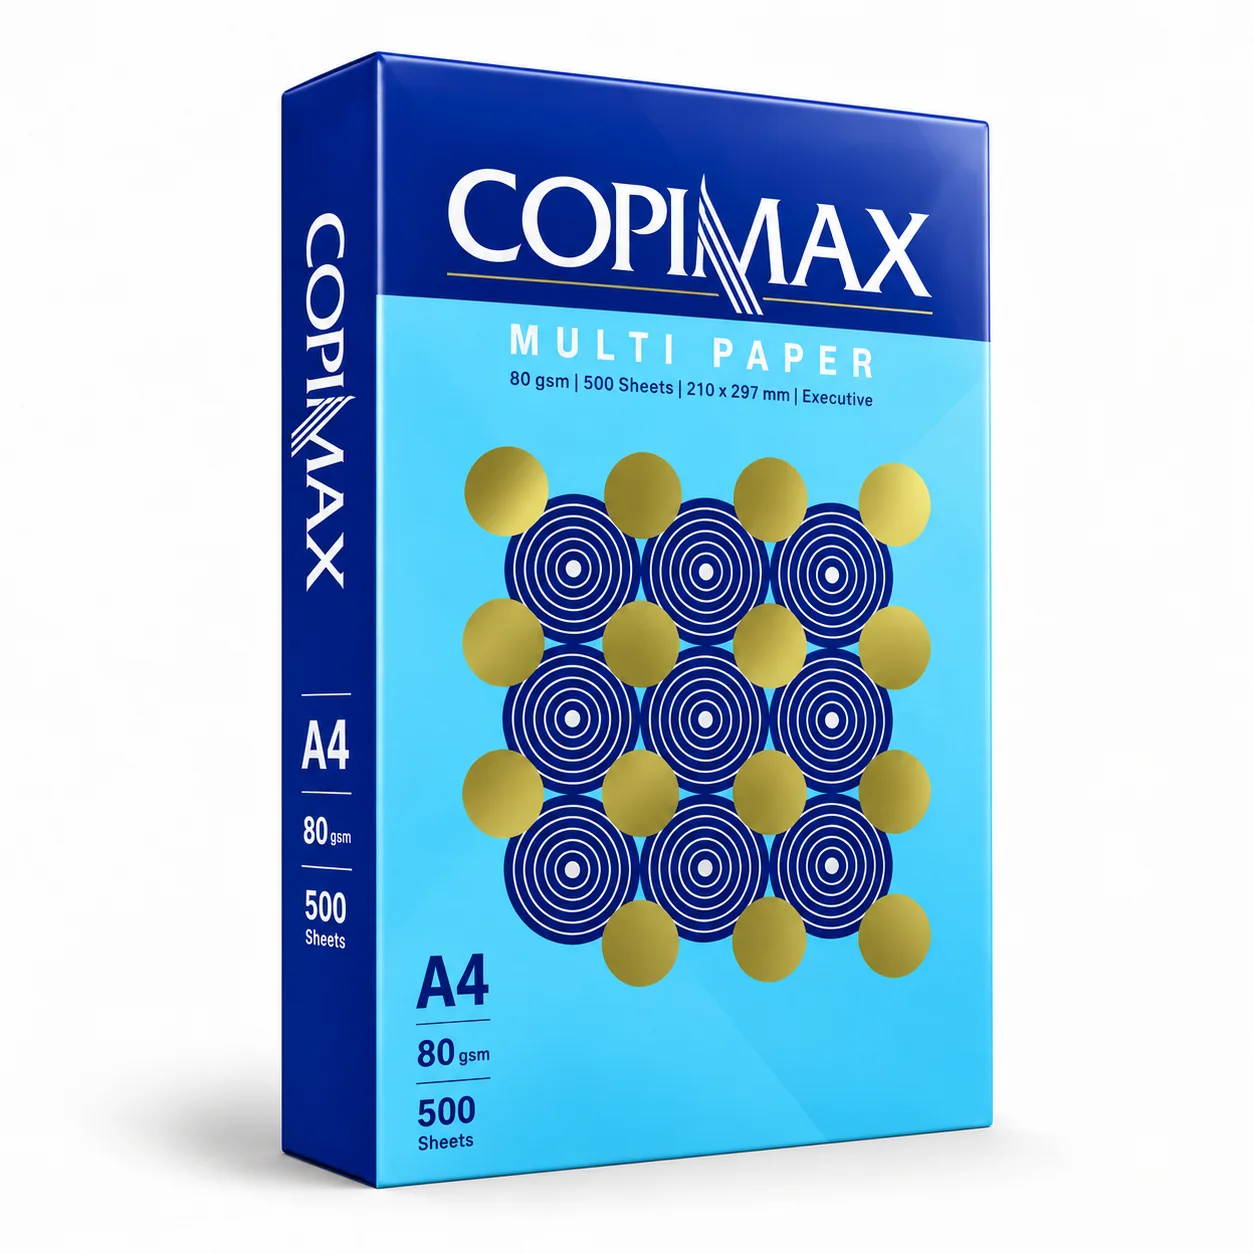 COPIMAX
MULTI PAPER
80 gsm | 500 Sheets | 210 x 297 mm | Executive
A4
80 gsm
500
Sheets
COPIMAX
A4
80 gsm
500
Sheets